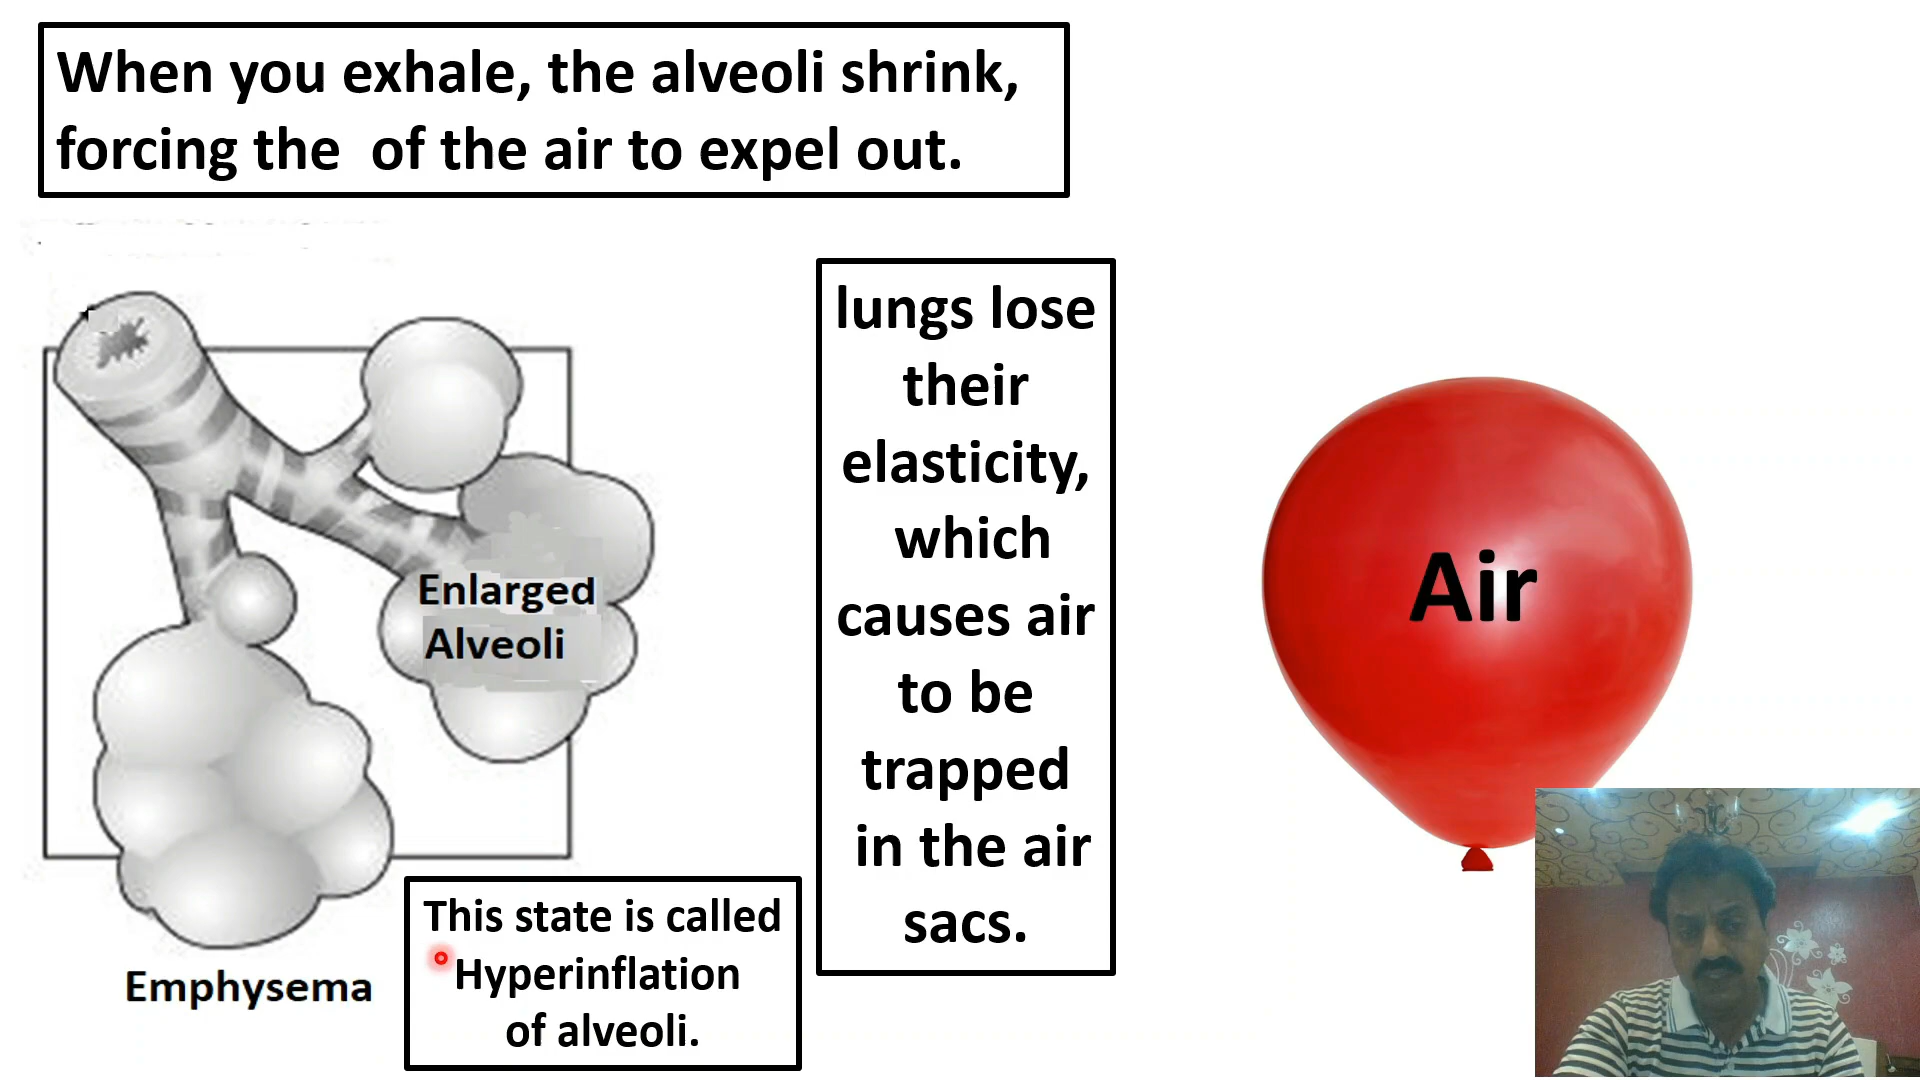 When you exhale, the alveoli shrink,
forcing the  of the air to expel out.
Enlarged
Alveoli
Emphysema
This state is called
Hyperinflation
of alveoli.
lungs lose
their
elasticity,
which
causes air
to be
trapped
in the air
sacs.
Air